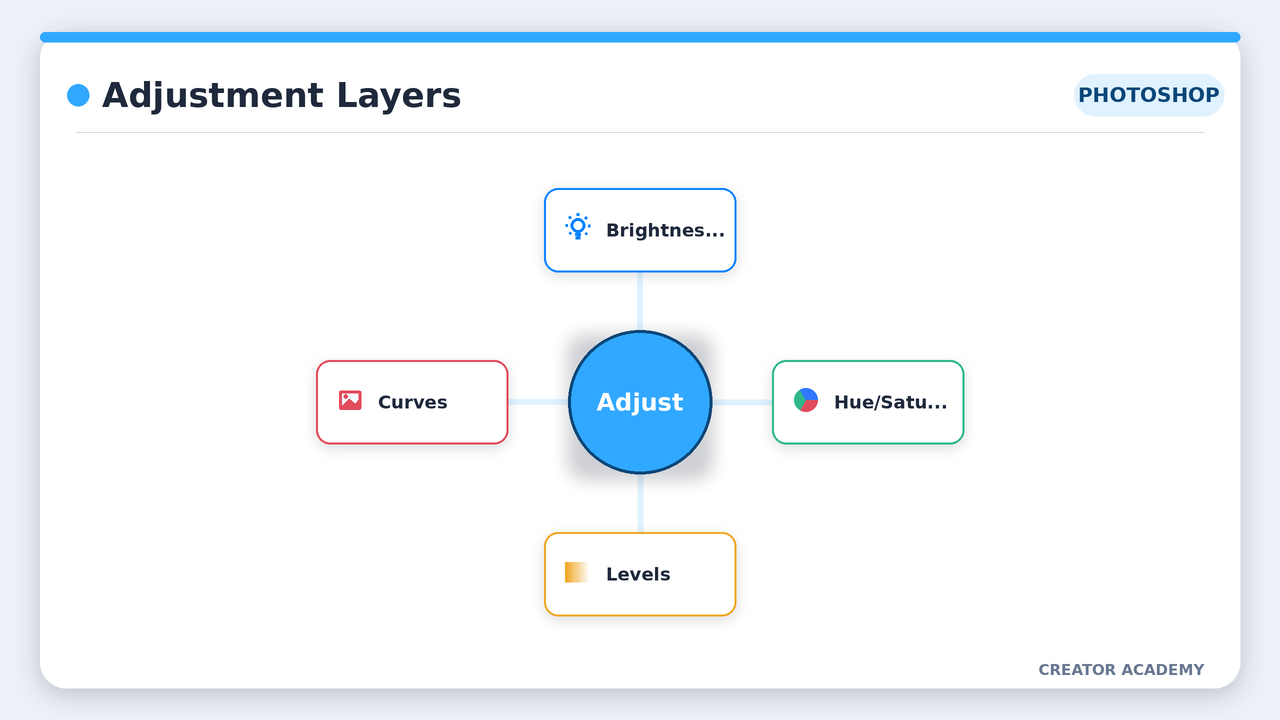 Adjustment Layers
PHOTOSHOP
Brightnes...
Curves
Adjust
Hue/Satu...
Levels
CREATOR ACADEMY